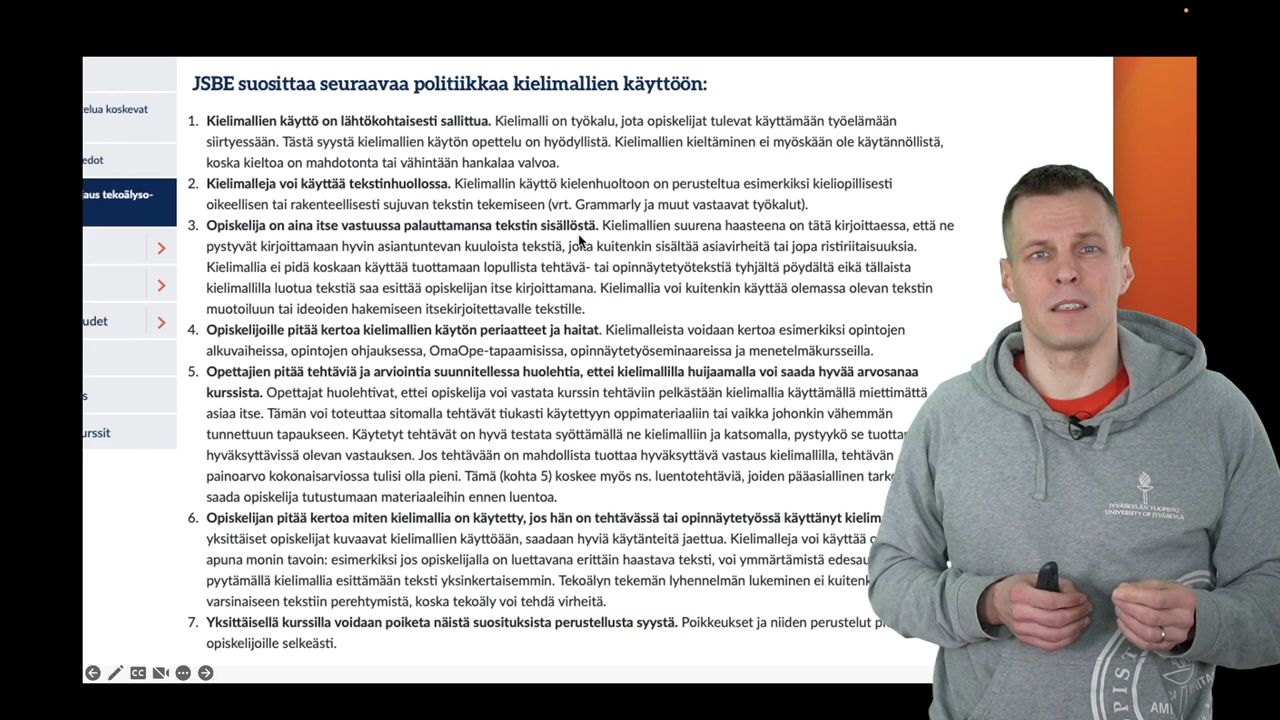 JSBE suosittaa seuraavaa politiikkaa kielimallien käyttöön:
1. Kielimallien käyttö on lähtökohtaisesti sallittua. Kielimalli on työkalu, jota opiskelijat tulevat käyttämään työelämään
siirtyessään. Tästä syystä kielimallien käytön opettelu on hyödyllistä. Kielimallien kieltäminen ei myöskään ole käytännöllistä,
koska kieltoa on mahdotonta tai vähintään hankalaa valvoa.
2. Kielimalleja voi käyttää tekstinhuollossa. Kielimallin käyttö kielenhuoltoon on perusteltua esimerkiksi kieliopillisesti
oikeellisen tai rakenteellisesti sujuvan tekstin tekemiseen (vrt. Grammarly ja muut vastaavat työkalut).
3. Opiskelija on aina itse vastuussa palauttamansa tekstin sisällöstä. Kielimallien suurena haasteena on tätä kirjoittaessa, että ne
pystyvät kirjoittamaan hyvin asiantuntevan kuuloista tekstiä, joka kuitenkin sisältää asiavirheitä tai jopa ristiriitaisuuksia.
Kielimallia ei pidä koskaan käyttää tuottamaan lopullista tehtävä- tai opinnäytetyötekstiä tyhjältä pöydältä eikä tällaista
kielimallilla luotua tekstiä saa esittää opiskelijan itse kirjoittamana. Kielimallia voi kuitenkin käyttää olemassa olevan tekstin
muotoiluun tai ideoiden hakemiseen itsekirjoitettavalle tekstille.
4. Opiskelijoille pitää kertoa kielimallien käytön periaatteet ja haitat. Kielimalleista voidaan kertoa esimerkiksi opintojen
alkuvaiheissa, opintojen ohjauksessa, OmaOpe-tapaamisissa, opinnäytetyöseminaareissa ja menetelmäkursseilla.
5. Opettajien pitää tehtäviä ja arviointia suunnitellessa huolehtia, ettei kielimallilla huijaamalla voi saada hyvää arvosanaa
kurssista. Opettajat huolehtivat, ettei opiskelija voi vastata kurssin tehtäviin pelkästään kielimallia käyttämällä miettimättä
asiaa itse. Tämän voi toteuttaa sitomalla tehtävät tiukasti käytettyyn oppimateriaaliin tai vaikka johonkin vähemmän
tunnettuun tapaukseen. Käytetyt tehtävät on hyvä testata syöttämällä ne kielimalliin ja katsomalla, pystyykö se tuottar
hyväksyttävissä olevan vastauksen. Jos tehtävään on mahdollista tuottaa hyväksyttävä vastaus kielimallilla, tehtävän
painoarvo kokonaisarviossa tulisi olla pieni. Tämä (kohta 5) koskee myös ns. luentotehtäviä, joiden pääasiallinen tark
saada opiskelija tutustumaan materiaaleihin ennen luentoa.
6. Opiskelijan pitää kertoa miten kielimallia on käytetty, jos hän on tehtävässä tai opinnäytetyössä käyttänyt kielim
yksittäiset opiskelijat kuvaavat kielimallien käyttöään, saadaan hyviä käytänteitä jaettua. Kielimalleja voi käyttää
apuna monin tavoin: esimerkiksi jos opiskelijalla on luettavana erittäin haastava teksti, voi ymmärtämistä edesau
pyytämällä kielimallia esittämään teksti yksinkertaisemmin. Tekoälyn tekemän lyhennelmän lukeminen ei kuitenk
varsinaiseen tekstiin perehtymistä, koska tekoäly voi tehdä virheitä.
7. Yksittäisellä kurssilla voidaan poiketa näistä suosituksista perustellusta syystä. Poikkeukset ja niiden perustelut
opiskelijoille selkeästi.
elua koskevat
edot
aus tekoälyso-
udet
s
urssit
CC
JYVÄSKYLÄN YLIOPISTO
UNIVERSITY OF JYVÄSKYLÄ